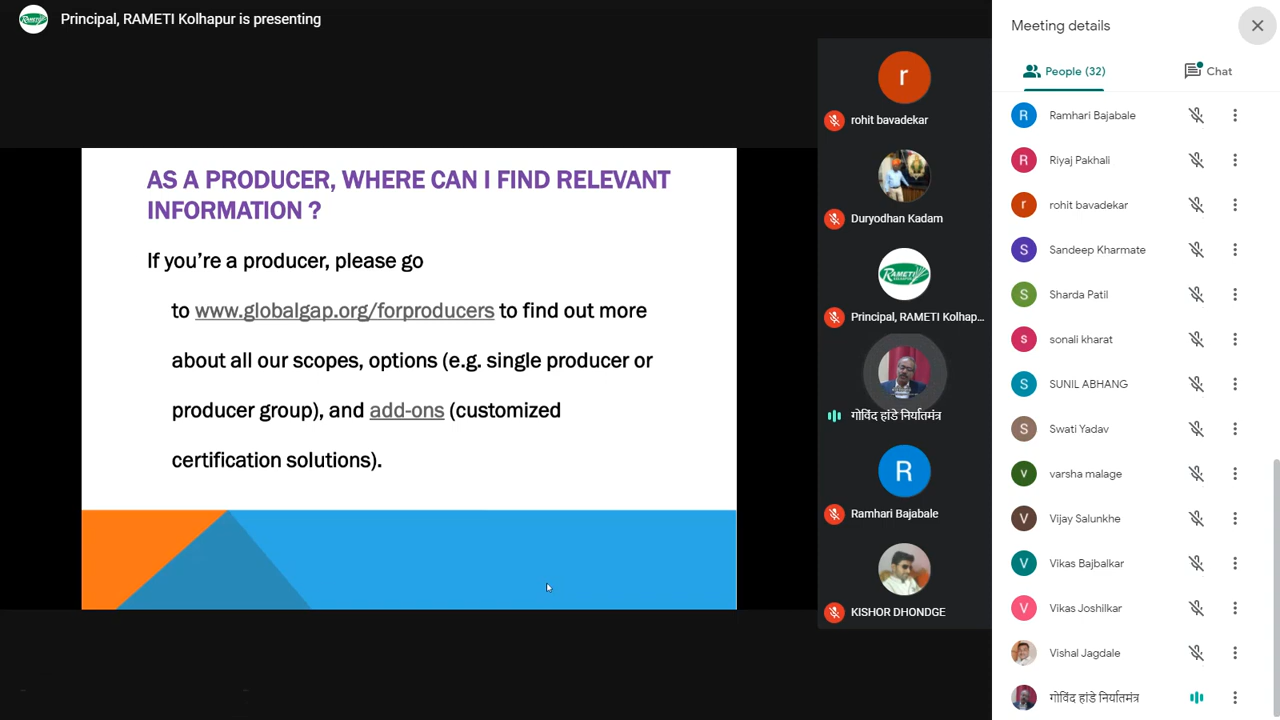 Principal, RAMETI Kolhapur is presenting
AS A PRODUCER, WHERE CAN I FIND RELEVANT
INFORMATION ?
If you're a producer, please go
to www.globalgap.org/forproducers to find out more
about all our scopes, options (e.g. single producer or
producer group), and add-ons (customized
certification solutions).
r
rohit bavadekar
Duryodhan Kadam
RAMETI
Principal, RAMETI Kolhap...
गोविंद हांडे निर्यातमंत्र
R
Ramhari Bajabale
KISHOR DHONDGE
Meeting details
People (32)
Chat
R Ramhari Bajabale
R Riyaj Pakhali
r rohit bavadekar
S Sandeep Kharmate
S Sharda Patil
s sonali kharat
S SUNIL ABHANG
S Swati Yadav
v varsha malage
V Vijay Salunkhe
V Vikas Bajbalkar
V Vikas Joshilkar
Vishal Jagdale
गोविंद हांडे निर्यातमंत्र